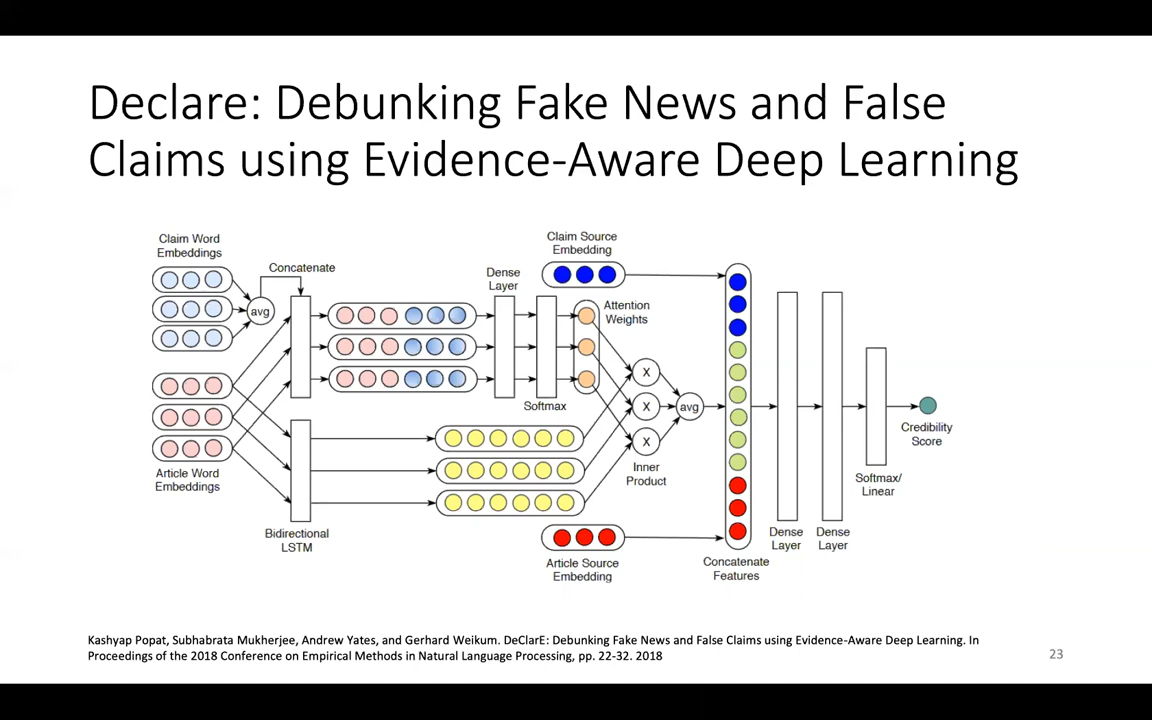 Declare: Debunking Fake News and False
Claims using Evidence-Aware Deep Learning
Claim Word
Embeddings
avg
Concatenate
Article Word
Embeddings
Bidirectional
LSTM
Dense
Layer
Softmax
Claim Source
Embedding
Attention
Weights
X
X
X
avg
Inner
Product
Article Source
Embedding
Concatenate
Features
Dense
Layer
Dense
Layer
Softmax/
Linear
Credibility
Score
Kashyap Popat, Subhabrata Mukherjee, Andrew Yates, and Gerhard Weikum. DeClarE: Debunking Fake News and False Claims using Evidence-Aware Deep Learning. In
Proceedings of the 2018 Conference on Empirical Methods in Natural Language Processing, pp. 22-32. 2018
23